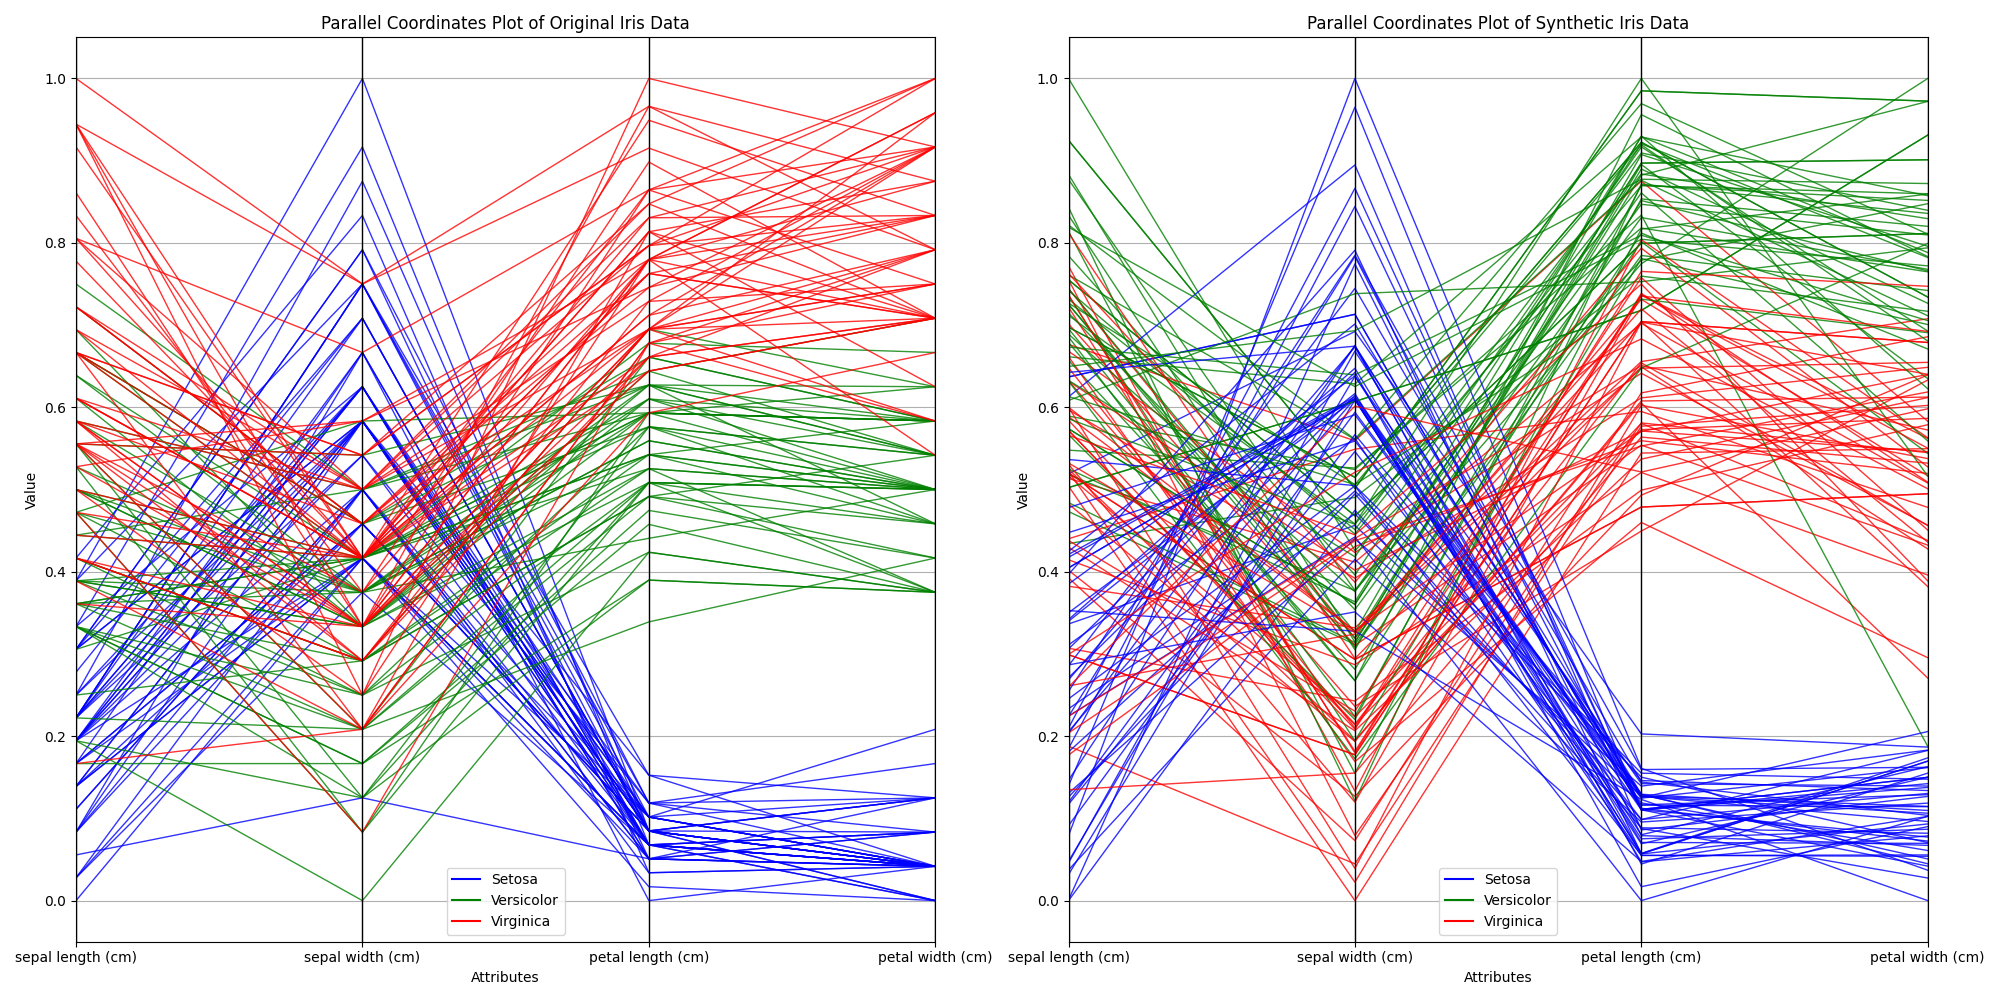 Parallel Coordinates Plot of Original Iris Data
1.0
0.8
0.6
0.4
0.2
0.0
Value
Setosa
Versicolor
Virginica
sepal length (cm)
sepal width (cm)
petal length (cm)
petal width (cm)
Attributes
Parallel Coordinates Plot of Synthetic Iris Data
1.0
0.8
0.6
0.4
0.2
0.0
Value
Setosa
Versicolor
Virginica
sepal length (cm)
sepal width (cm)
petal length (cm)
petal width (cm)
Attributes